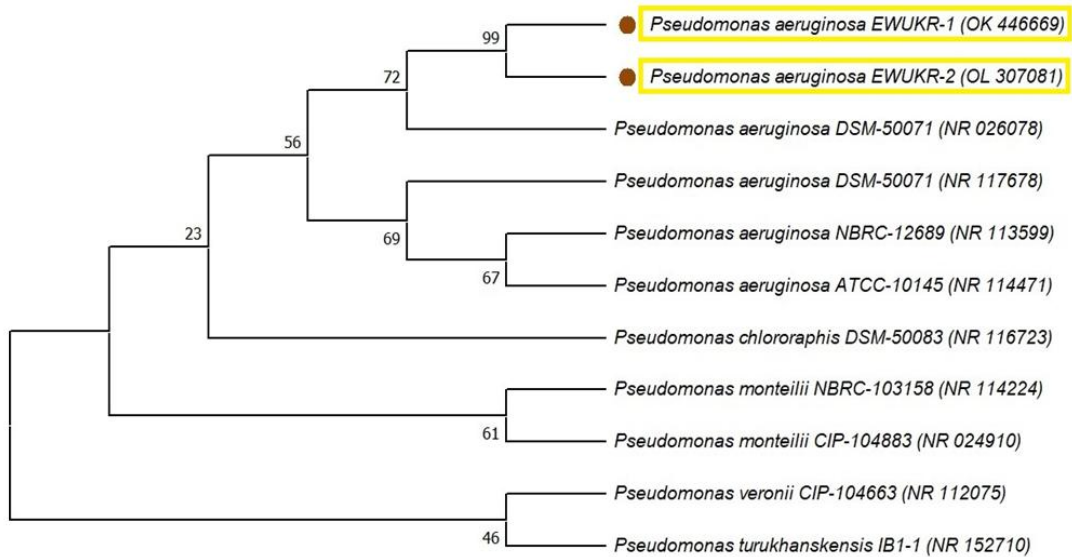 Pseudomonas aeruginosa EWUKR-1 (OK 446669)
99
Pseudomonas aeruginosa EWUKR-2 (OL 307081)
72
Pseudomonas aeruginosa DSM-50071 (NR 026078)
56
Pseudomonas aeruginosa DSM-50071 (NR 117678)
23
69
Pseudomonas aeruginosa NBRC-12689 (NR 113599)
67
Pseudomonas aeruginosa ATCC-10145 (NR 114471)
Pseudomonas chlororaphis DSM-50083 (NR 116723)
Pseudomonas monteilii NBRC-103158 (NR 114224)
61
Pseudomonas monteilii CIP-104883 (NR 024910)
Pseudomonas veronii CIP-104663 (NR 112075)
46
Pseudomonas turukhanskensis IB1-1 (NR 152710)